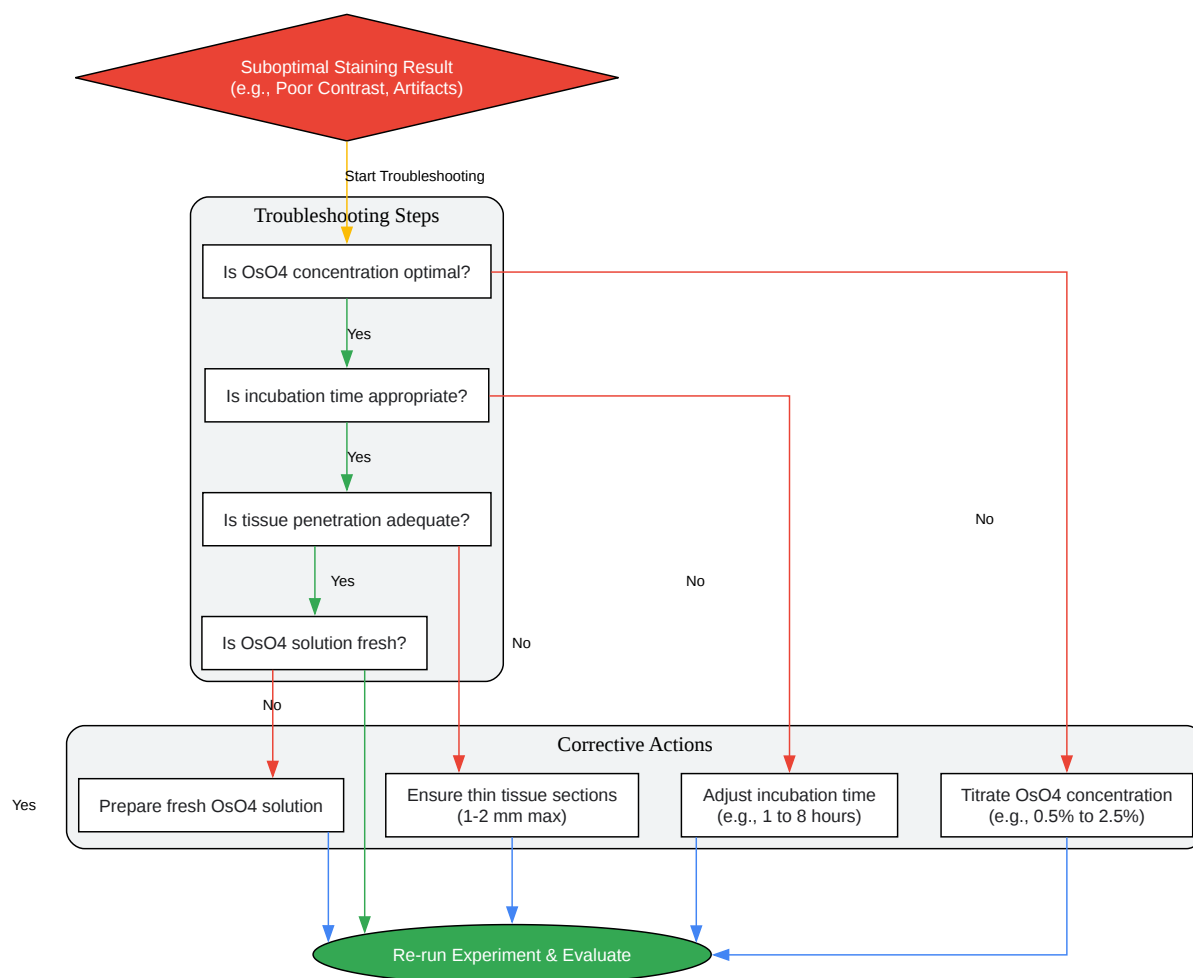 Suboptimal Staining Result
(e.g., Poor Contrast, Artifacts)
Start Troubleshooting
Troubleshooting Steps
Is OsO4 concentration optimal?
Yes
Is incubation time appropriate?
Yes
Is tissue penetration adequate?
No
Yes
No
Is OsO4 solution fresh?
No
No
Corrective Actions
Yes
Prepare fresh OsO4 solution
Ensure thin tissue sections
(1-2 mm max)
Adjust incubation time
(e.g., 1 to 8 hours)
Titrate OsO4 concentration
(e.g., 0.5% to 2.5%)
Re-run Experiment & Evaluate